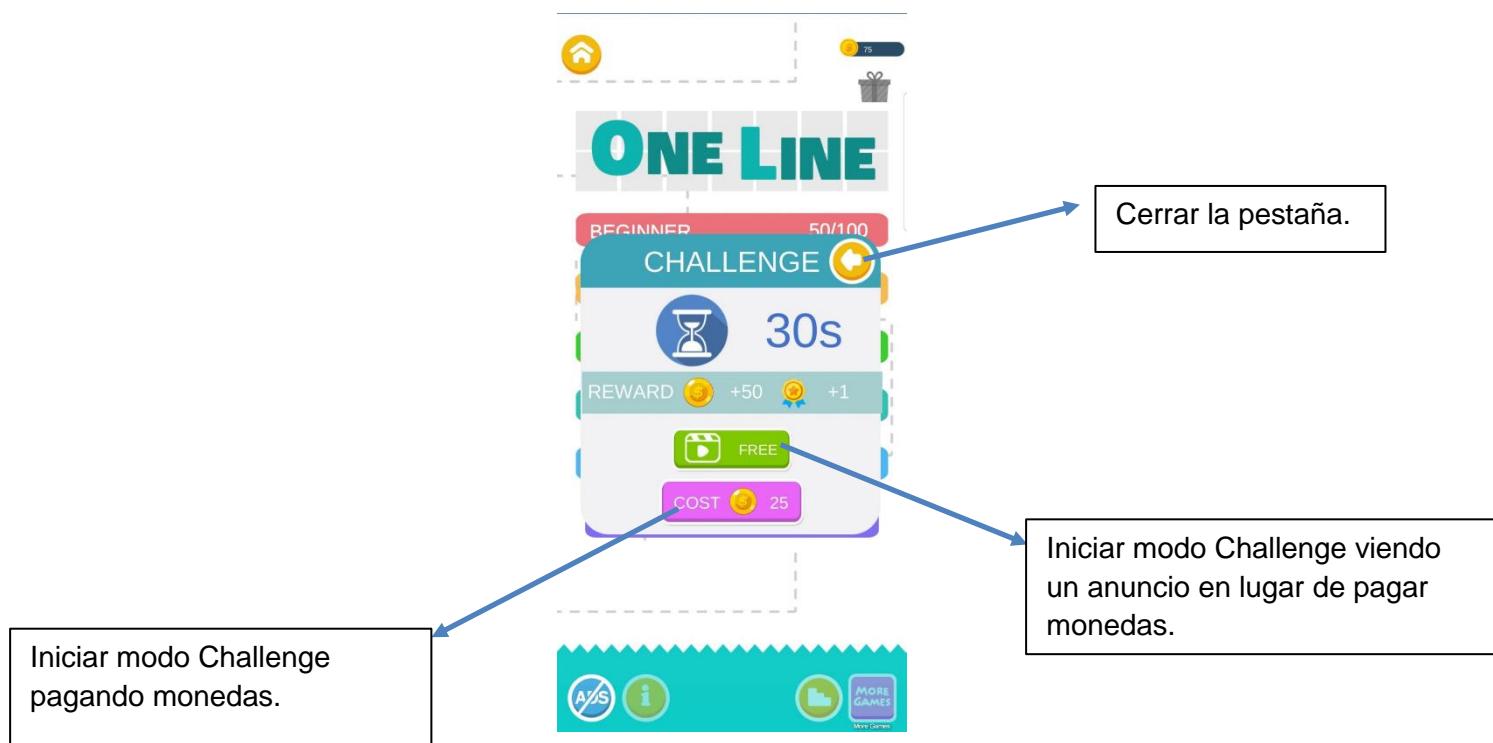 75
ONE LINE
BEGINNER 50/100
CHALLENGE
30s
REWARD +50 +1
FREE
COST 25
Cerrar la pestaña.
Iniciar modo Challenge viendo
un anuncio en lugar de pagar
monedas.
Iniciar modo Challenge
pagando monedas.
ADS
i
MORE
GAMES
More Games